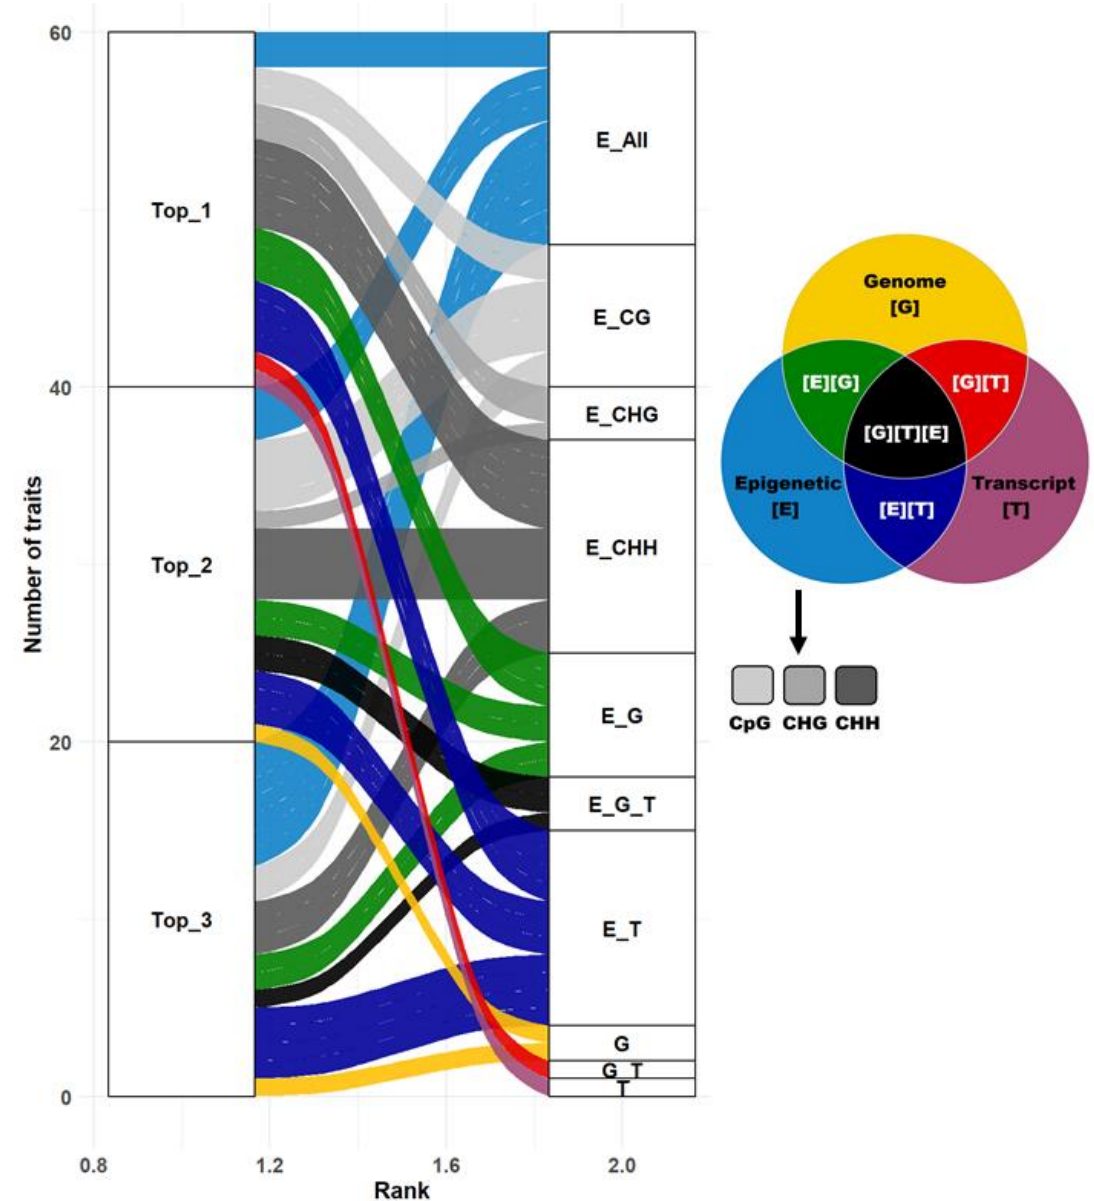 60
40
20
0
Number of traits
Top_1
Top_2
Top_3
E_All
E_CG
E_CHG
E_CHH
E_G
E_G_T
E_T
G
G_T
T
0.8
1.2
1.6
2.0
Rank
Genome
[G]
[E][G]
[G][T]
[G][T][E]
Epigenetic
[E]
[E][T]
Transcript
[T]
CpG CHG CHH